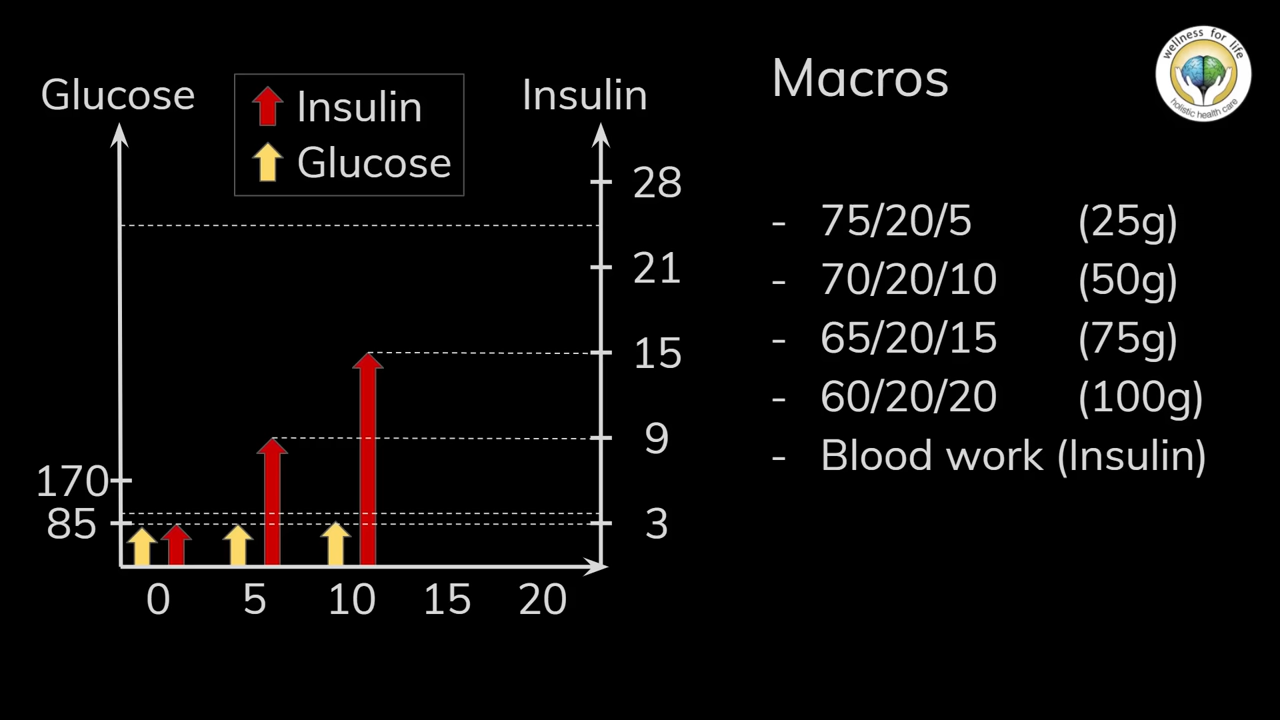 Glucose
Insulin
Glucose
Insulin
28
21
15
9
3
170
85
0 5 10 15 20
Macros
- 75/20/5 (25g)
- 70/20/10 (50g)
- 65/20/15 (75g)
- 60/20/20 (100g)
- Blood work (Insulin)
wellness for life
holistic health care